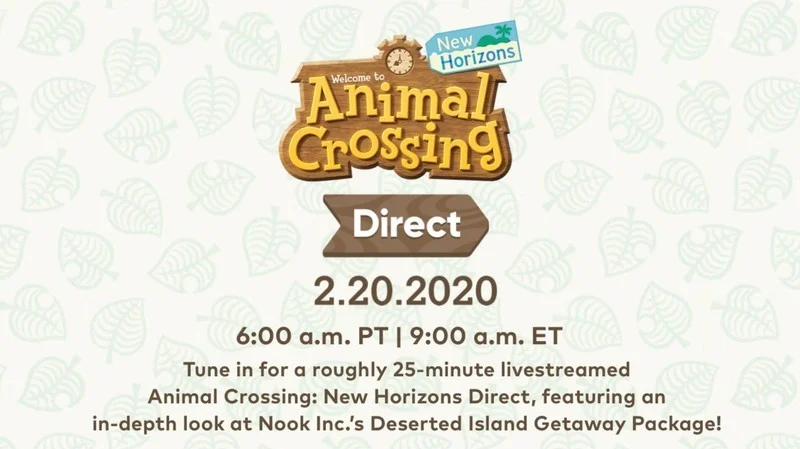 New
Horizons
Welcome to
Animal
Crossing
Direct
2.20.2020
6:00 a.m. PT | 9:00 a.m. ET
Tune in for a roughly 25-minute livestreamed
Animal Crossing: New Horizons Direct, featuring an
in-depth look at Nook Inc.’s Deserted Island Getaway Package!